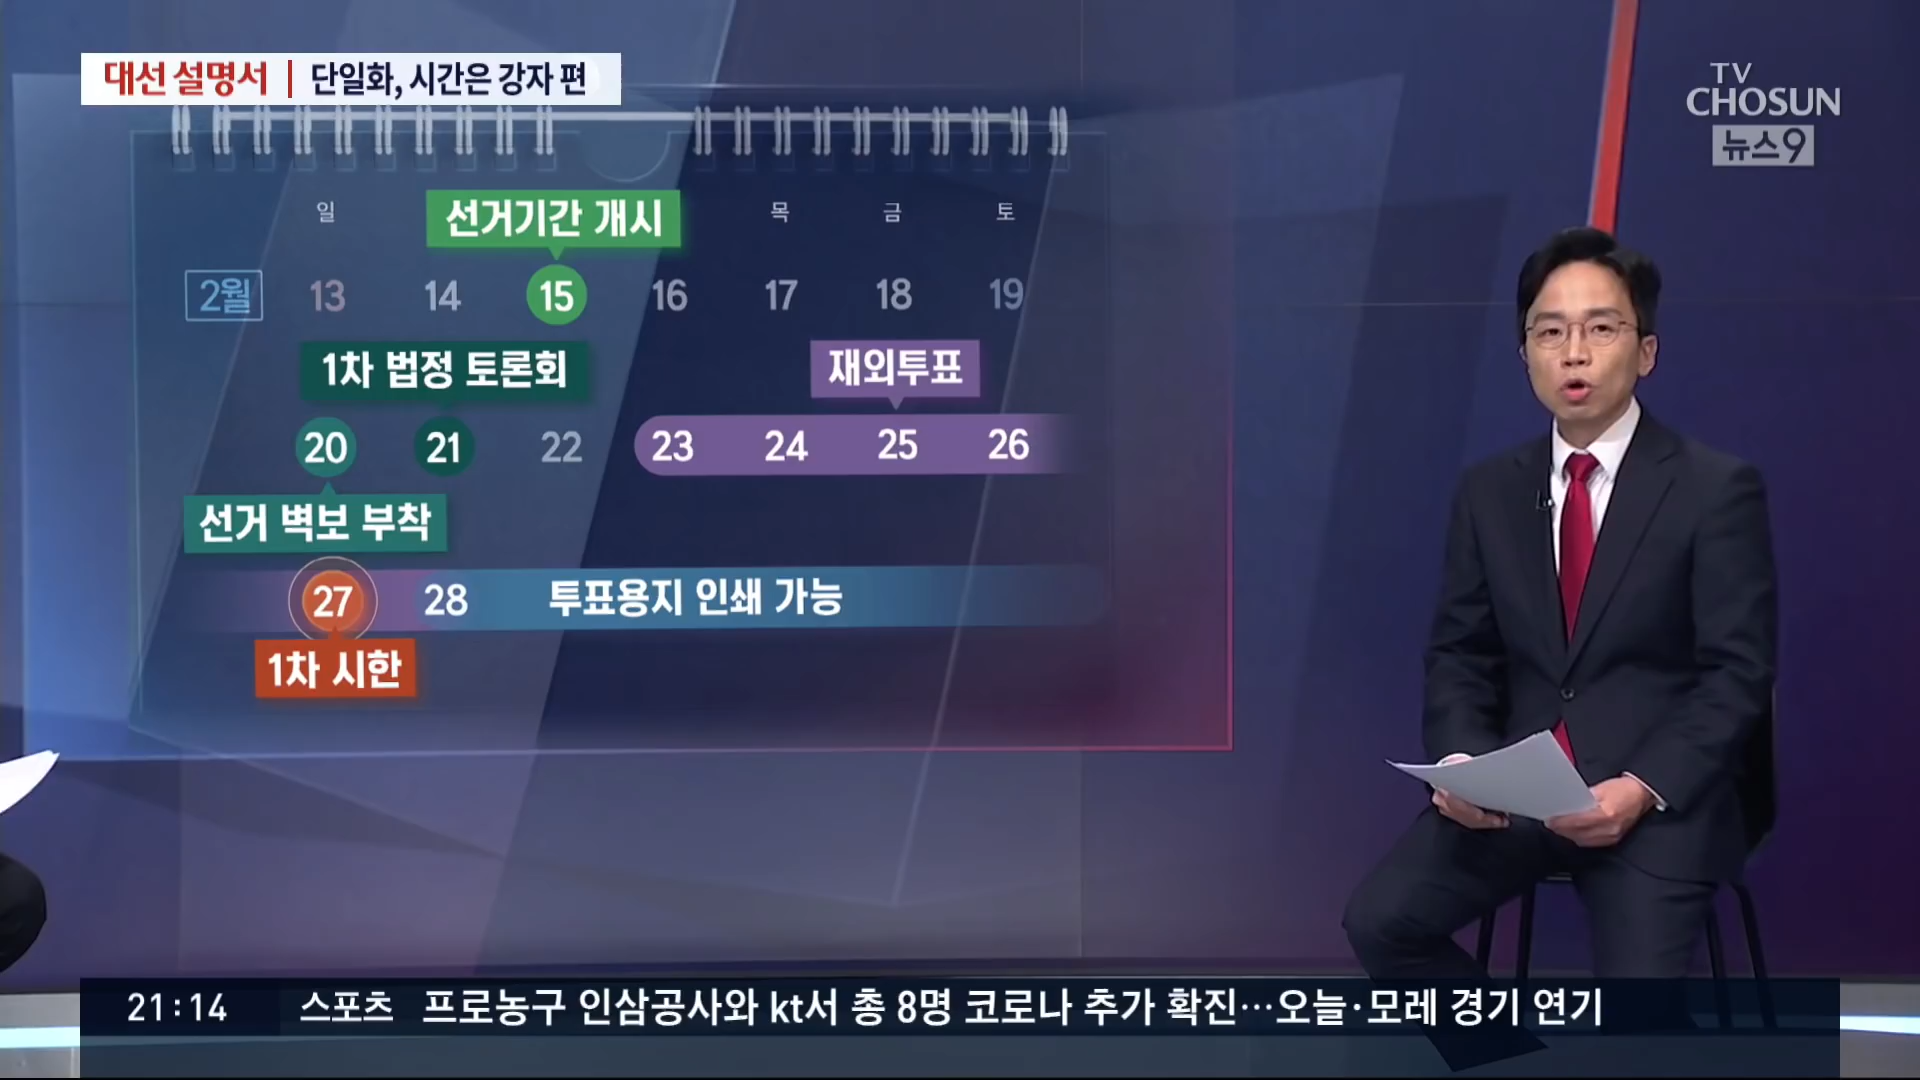 대선 설명서 | 단일화, 시간은 강자 편
TV
CHOSUN
뉴스9
일 목 금 토
선거기간 개시
2월 13 14 15 16 17 18 19
1차 법정 토론회
재외투표
20 21 22 23 24 25 26
선거 벽보 부착
27 28 투표용지 인쇄 가능
1차 시한
21:14 스포츠 프로농구 인삼공사와 kt서 총 8명 코로나 추가 확진…오늘·모레 경기 연기